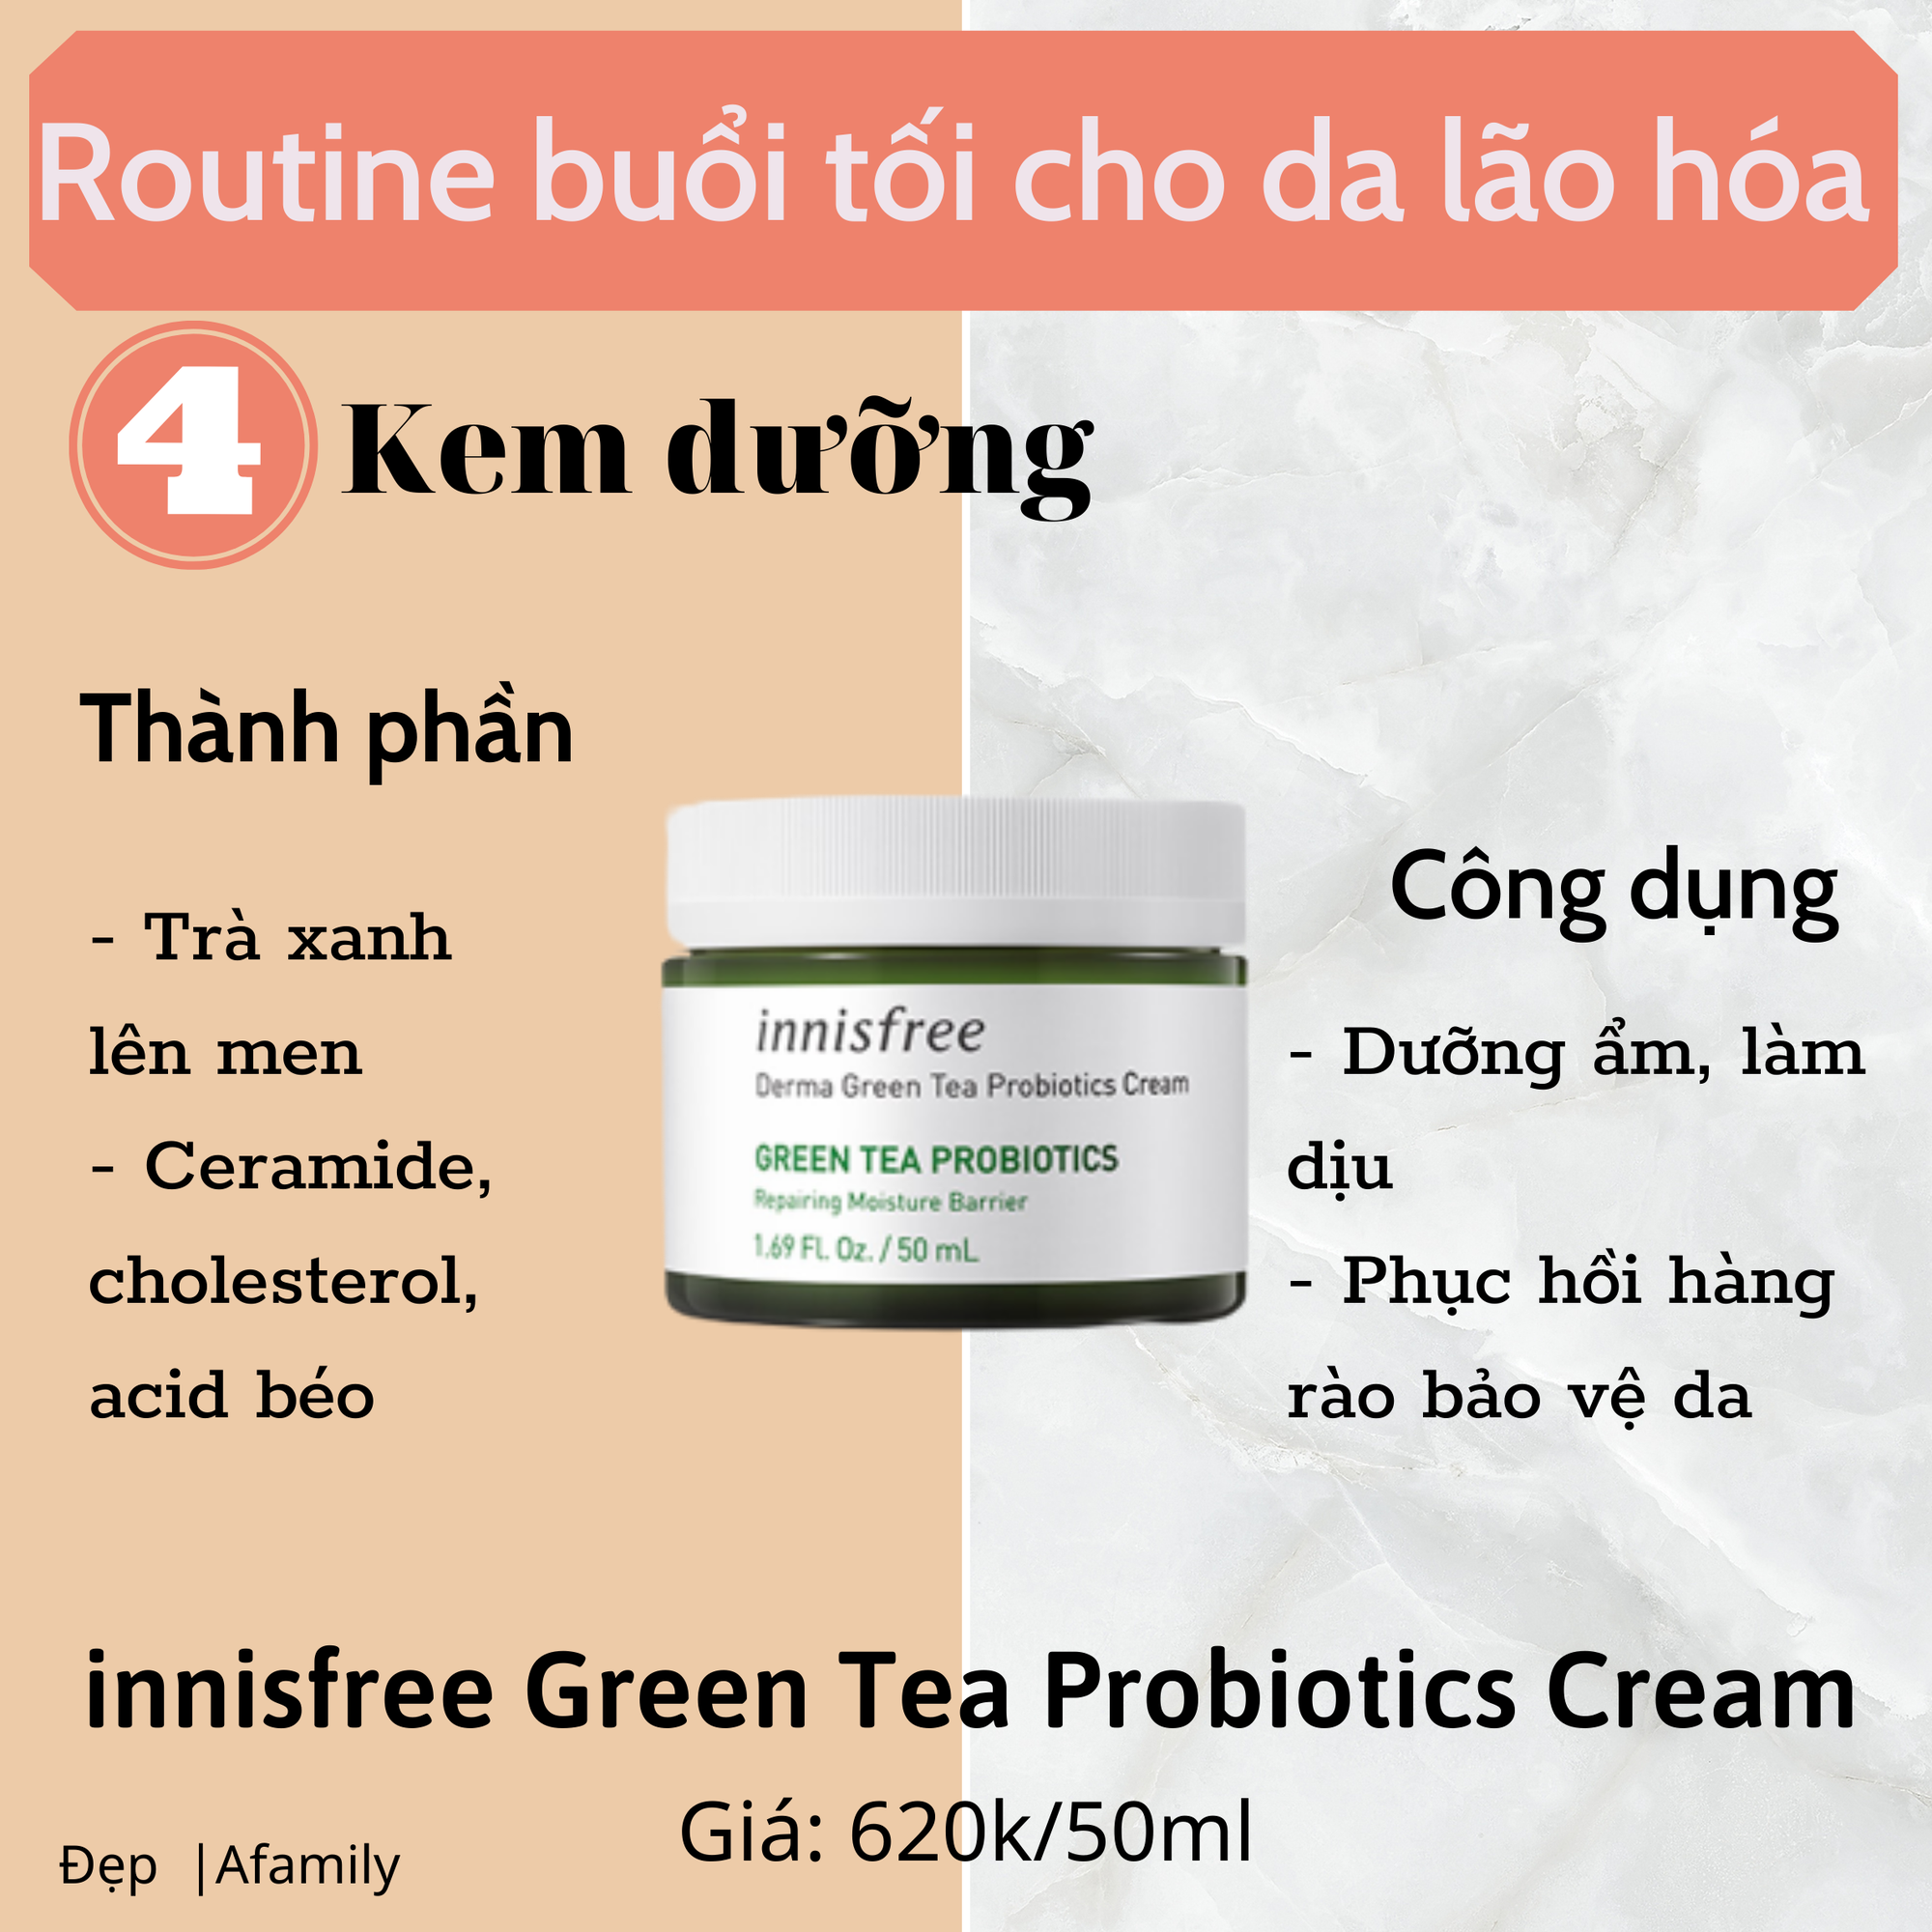 Routine buổi tối cho da lão hóa
4
Kem dưỡng
Thành phần
- Trà xanh
lên men
- Ceramide,
cholesterol,
acid béo
innisfree
Derma Green Tea Probiotics Cream
GREEN TEA PROBIOTICS
Repairing Moisture Barrier
1.69 FL. Oz. / 50 mL
Công dụng
- Dưỡng ẩm, làm
dịu
- Phục hồi hàng
rào bảo vệ da
innisfree Green Tea Probiotics Cream
Giá: 620k/50ml
Đẹp |Afamily